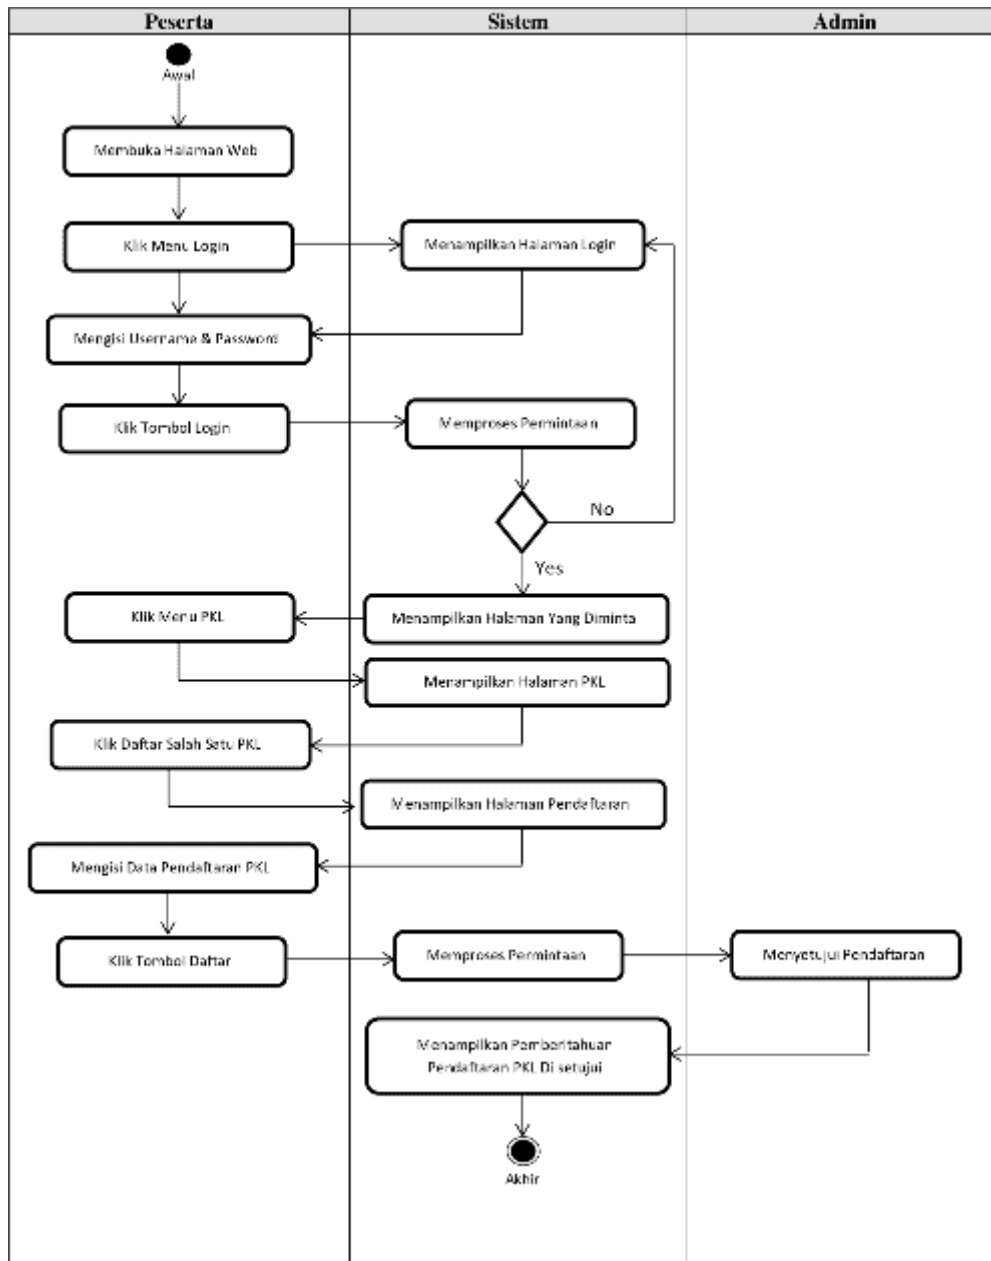 Peserta
Sistem
Admin
Awal
Membuka Halaman Web
Klik Menu Login
Menampilkan Halaman Login
Mengisi Username & Password
Klik Tombol Login
Memproses Permintaan
No
Yes
Klik Menu PKL
Menampilkan Halaman Yang Diminta
Menampilkan Halaman PKL
Klik Daftar Salah Satu PKL
Menampilkan Halaman Pendaftaran
Mengisi Data Pendaftaran PKL
Klik Tombol Daftar
Memproses Permintaan
Menyetujui Pendaftaran
Menampilkan Pemberitahuan
Pendaftaran PKL Di setujui
Akhir